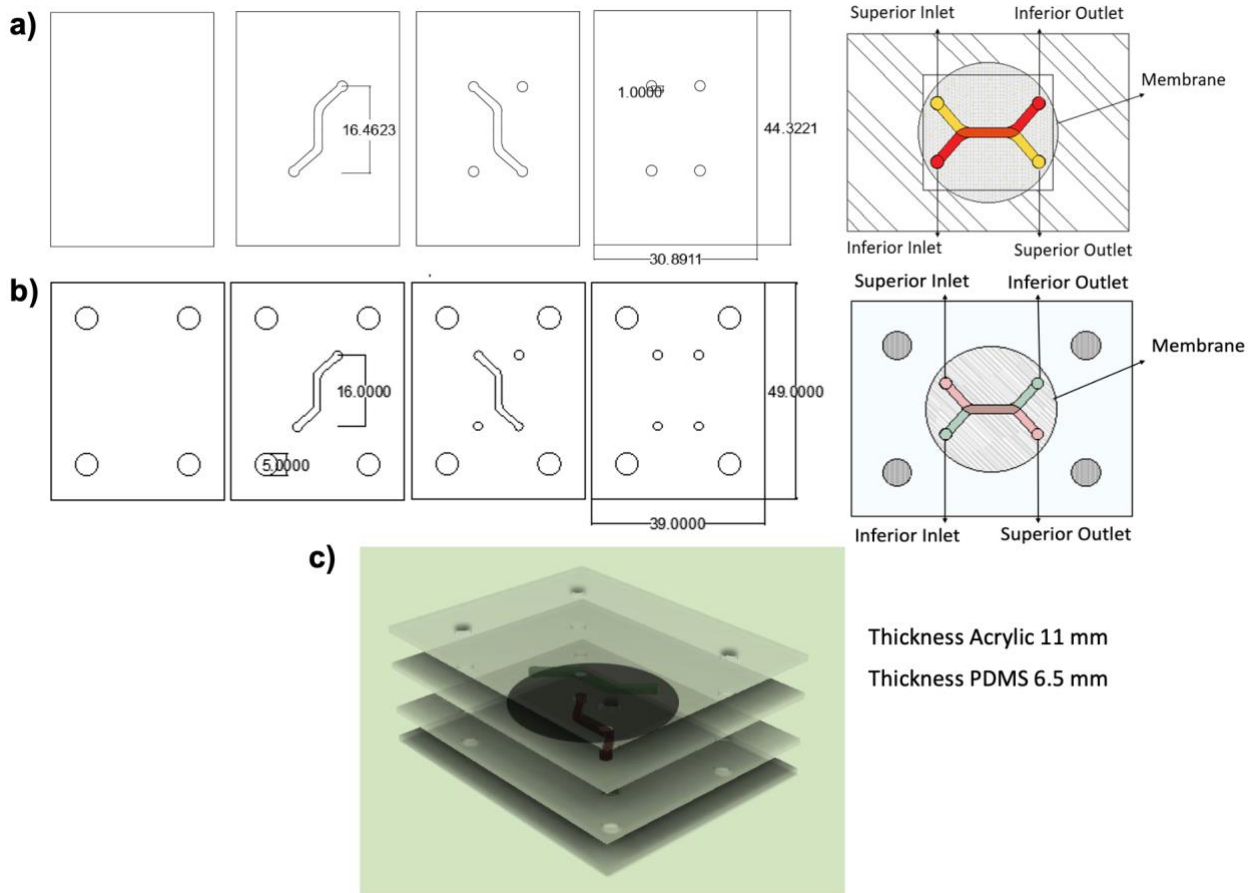 a)
Superior Inlet
Inferior Outlet
Membrane
1.0000
16.4623
44.3221
30.8911
Inferior Inlet
Superior Outlet
b)
Superior Inlet
Inferior Outlet
Membrane
16.0000
49.0000
5.0000
39.0000
Inferior Inlet
Superior Outlet
c)
Thickness Acrylic 11 mm
Thickness PDMS 6.5 mm